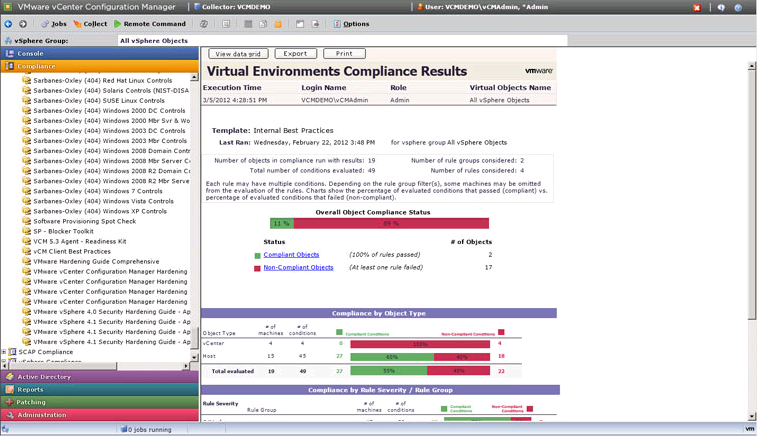 VMware vCenter Configuration Manager
Collector: VCMDEMO
User: VCMDEMO\vCMAdmin, *Admin
Jobs
Collect
Remote Command
Options
vSphere Group:
All vSphere Objects
Console
Compliance
Sarbanes-Oxley (404) Red Hat Linux Controls
Sarbanes-Oxley (404) Solaris Controls (NIST-DISA
Sarbanes-Oxley (404) SUSE Linux Controls
Sarbanes-Oxley (404) Windows 2000 DC Controls
Sarbanes-Oxley (404) Windows 2000 Mbr Srv & Wo
Sarbanes-Oxley (404) Windows 2003 DC Controls
Sarbanes-Oxley (404) Windows 2003 Mbr Controls
Sarbanes-Oxley (404) Windows 2008 Domain Contr
Sarbanes-Oxley (404) Windows 2008 Mbr Server C
Sarbanes-Oxley (404) Windows 2008 R2 Domain Co
Sarbanes-Oxley (404) Windows 2008 R2 Mbr Server
Sarbanes-Oxley (404) Windows 7 Controls
Sarbanes-Oxley (404) Windows Vista Controls
Sarbanes-Oxley (404) Windows XP Controls
Software Provisioning Spot Check
SP - Blocker Toolkit
VCM 5.3 Agent - Readiness Kit
vCM Client Best Practices
VMware Hardening Guide Comprehensive
VMware vCenter Configuration Manager Hardening
VMware vCenter Configuration Manager Hardening
VMware vCenter Configuration Manager Hardening
VMware vCenter Configuration Manager Hardening
VMware vSphere 4.0 Security Hardening Guide - Ap
VMware vSphere 4.1 Security Hardening Guide - Ap
VMware vSphere 4.1 Security Hardening Guide - Ap
VMware vSphere 4.1 Security Hardening Guide - Ap
SCAP Compliance
vSphere Compliance
Active Directory
Reports
Patching
Administration
0 jobs running
View data grid
Export
Print
Virtual Environments Compliance Results
vmware
Execution Time Login Name Role Virtual Objects Name
3/5/2012 4:28:51 PM VCMDEMO\vCMAdmin Admin All vSphere Objects
Template: Internal Best Practices
Last Ran: Wednesday, February 22, 2012 3:48 PM for vsphere group All vSphere Objects
Number of objects in compliance run with results: 19 Number of rule groups considered: 2
Total number of conditions evaluated: 49 Number of rules considered: 4
Each rule may have multiple conditions. Depending on the rule group filter(s), some machines may be omitted
from the evaluation of the rules. Charts show the percentage of evaluated conditions that passed (compliant) vs.
percentage of evaluated conditions that failed (non-compliant).
Overall Object Compliance Status
11 % 89 %
Status # of Objects
Compliant Objects (100% of rules passed) 2
Non-Compliant Objects (At least one rule failed) 17
Compliance by Object Type
Object Type # of machines # of conditions Compliant Conditions Non-Compliant Conditions
vCenter 4 4 0 100% 4
Host 15 45 27 60% 40% 18
Total evaluated 19 49 27 55% 45% 22
Compliance by Rule Severity / Rule Group
Rule Severity
Rule Group
# of machines # of conditions Compliant Conditions Non-Compliant Conditions
vm